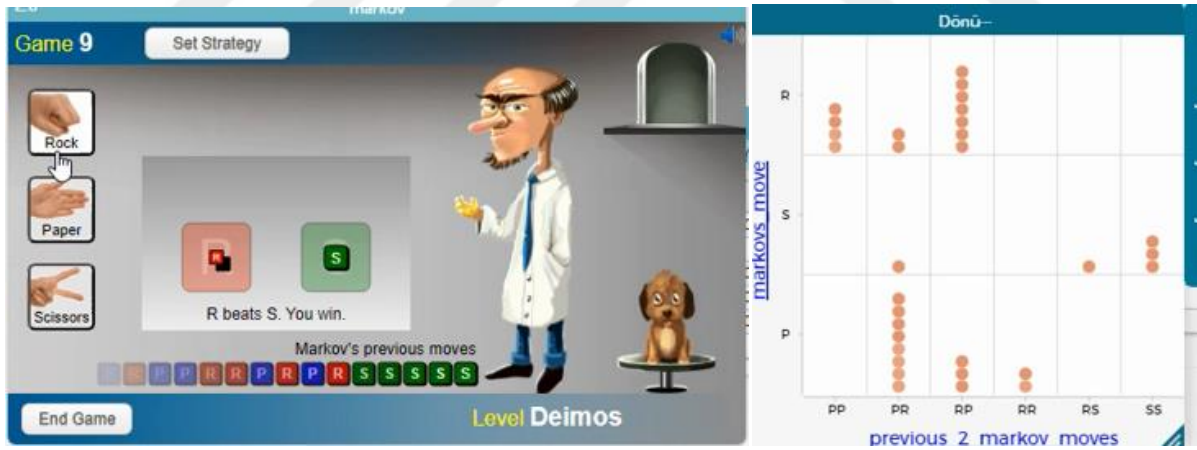 markov
Game 9
Set Strategy
Rock
Paper
Scissors
R
S
R beats S. You win.
Markov's previous moves
P R P P R R P R P R S S S S S
End Game
Level Deimos
Dönü--
R
S
P
markovs_move
PP PR RP RR RS SS
previous_2_markov_moves